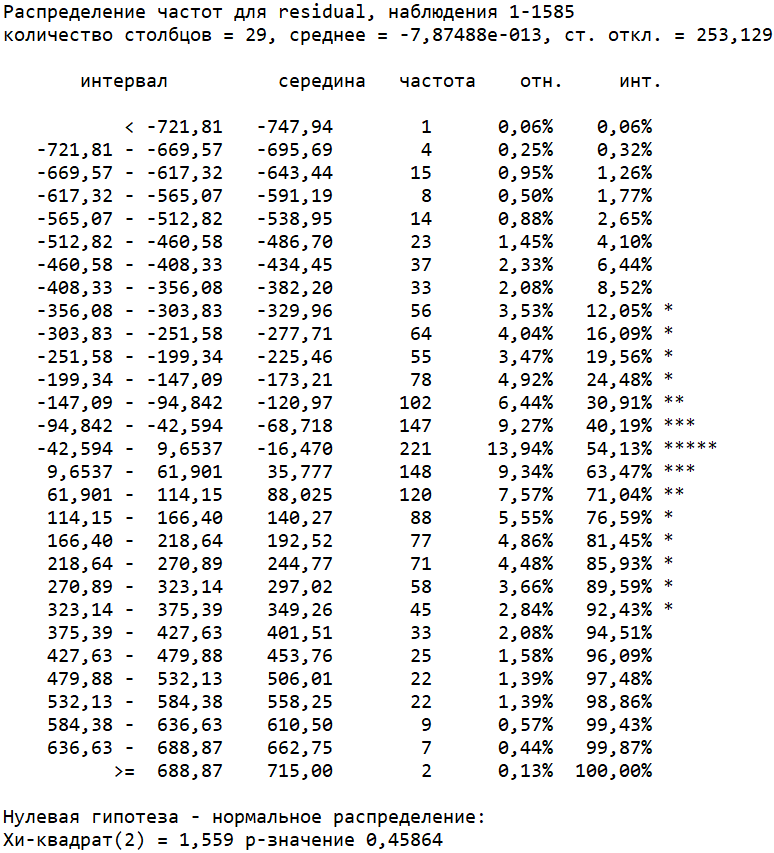 Распределение частот для residual, наблюдения 1-1585
количество столбцов = 29, среднее = -7,87488e-013, ст. откл. = 253,129
интервал середина частота отн. инт.
< -721,81 -747,94 1 0,06% 0,06%
-721,81 - -669,57 -695,69 4 0,25% 0,32%
-669,57 - -617,32 -643,44 15 0,95% 1,26%
-617,32 - -565,07 -591,19 8 0,50% 1,77%
-565,07 - -512,82 -538,95 14 0,88% 2,65%
-512,82 - -460,58 -486,70 23 1,45% 4,10%
-460,58 - -408,33 -434,45 37 2,33% 6,44%
-408,33 - -356,08 -382,20 33 2,08% 8,52%
-356,08 - -303,83 -329,96 56 3,53% 12,05% *
-303,83 - -251,58 -277,71 64 4,04% 16,09% *
-251,58 - -199,34 -225,46 55 3,47% 19,56% *
-199,34 - -147,09 -173,21 78 4,92% 24,48% *
-147,09 - -94,842 -120,97 102 6,44% 30,91% **
-94,842 - -42,594 -68,718 147 9,27% 40,19% ***
-42,594 - 9,6537 -16,470 221 13,94% 54,13% *****
9,6537 - 61,901 35,777 148 9,34% 63,47% ***
61,901 - 114,15 88,025 120 7,57% 71,04% **
114,15 - 166,40 140,27 88 5,55% 76,59% *
166,40 - 218,64 192,52 77 4,86% 81,45% *
218,64 - 270,89 244,77 71 4,48% 85,93% *
270,89 - 323,14 297,02 58 3,66% 89,59% *
323,14 - 375,39 349,26 45 2,84% 92,43% *
375,39 - 427,63 401,51 33 2,08% 94,51%
427,63 - 479,88 453,76 25 1,58% 96,09%
479,88 - 532,13 506,01 22 1,39% 97,48%
532,13 - 584,38 558,25 22 1,39% 98,86%
584,38 - 636,63 610,50 9 0,57% 99,43%
636,63 - 688,87 662,75 7 0,44% 99,87%
>= 688,87 715,00 2 0,13% 100,00%
Нулевая гипотеза - нормальное распределение:
Хи-квадрат(2) = 1,559 р-значение 0,45864